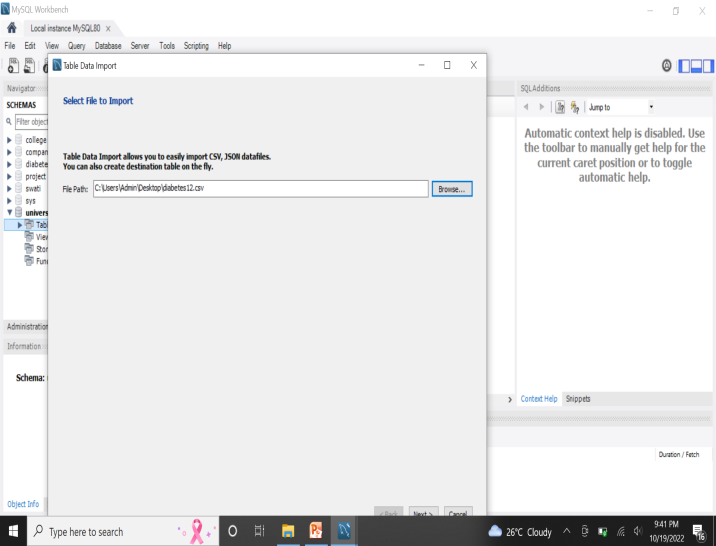 MySQL Workbench
Local instance MySQL80 ×
File Edit View Query Database Server Tools Scripting Help
Table Data Import
Navigator
SQLAdditions
SCHEMAS
Select File to Import
Jump to
Filter object
college
compan
diabete
project
swati
sys
univers
Tab
View
Stor
Func
Automatic context help is disabled. Use
the toolbar to manually get help for the
current caret position or to toggle
automatic help.
Table Data Import allows you to easily import CSV, JSON datafiles.
You can also create destination table on the fly.
File Path: C:\Users\Admin\Desktop\diabetes12.csv Browse...
Administration
Information
Schema:
Context Help Snippets
Duration / Fetch
Object Info
< Back Next > Cancel
Type here to search
26°C Cloudy
9:41 PM
10/19/2022
16